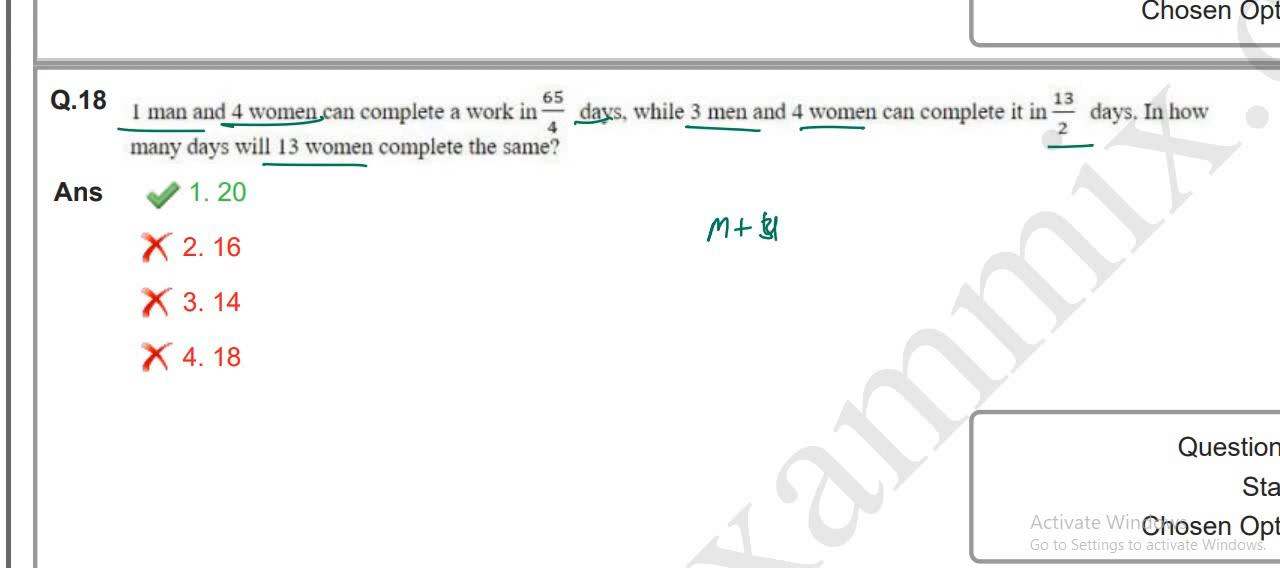 Chosen Opt
Q.18 1 man and 4 women can complete a work in 65/4 days, while 3 men and 4 women can complete it in 13/2 days. In how
many days will 13 women complete the same?
Ans 1. 20
2. 16
3. 14
4. 18
M +
xammix.c
Question
Sta
Activate Windows
Chosen Opt
Go to Settings to activate Windows.